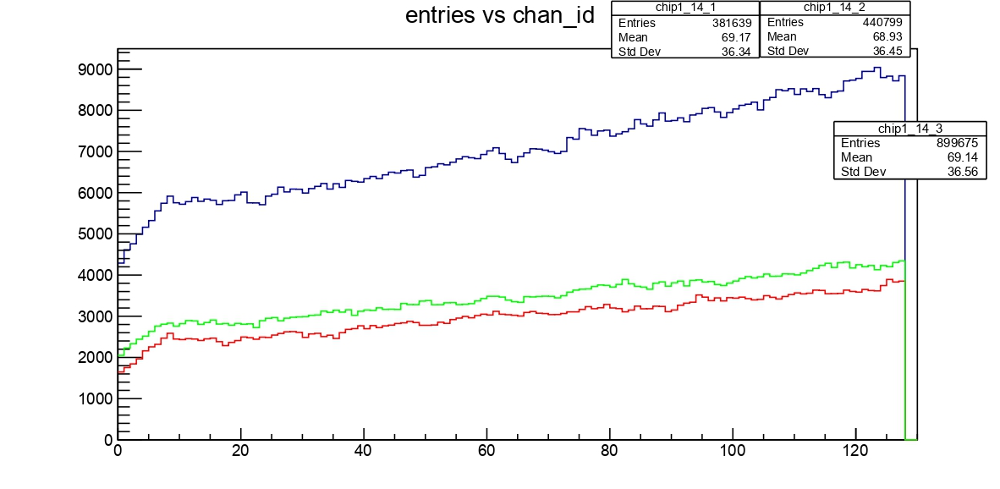 entries vs chan_id
chip1_14_1
Entries 381639
Mean 69.17
Std Dev 36.34
chip1_14_2
Entries 440799
Mean 68.93
Std Dev 36.45
chip1_14_3
Entries 899675
Mean 69.14
Std Dev 36.56
9000
8000
7000
6000
5000
4000
3000
2000
1000
0
0 20 40 60 80 100 120